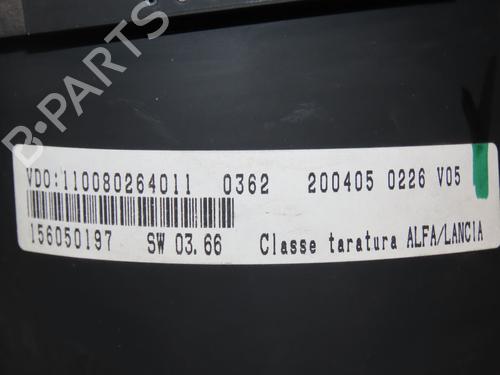 VDO:110080264011 0362 200405 0226 V05
156050197 SW 03.66 Classe taratura ALFA/LANCIA
B-PARTS